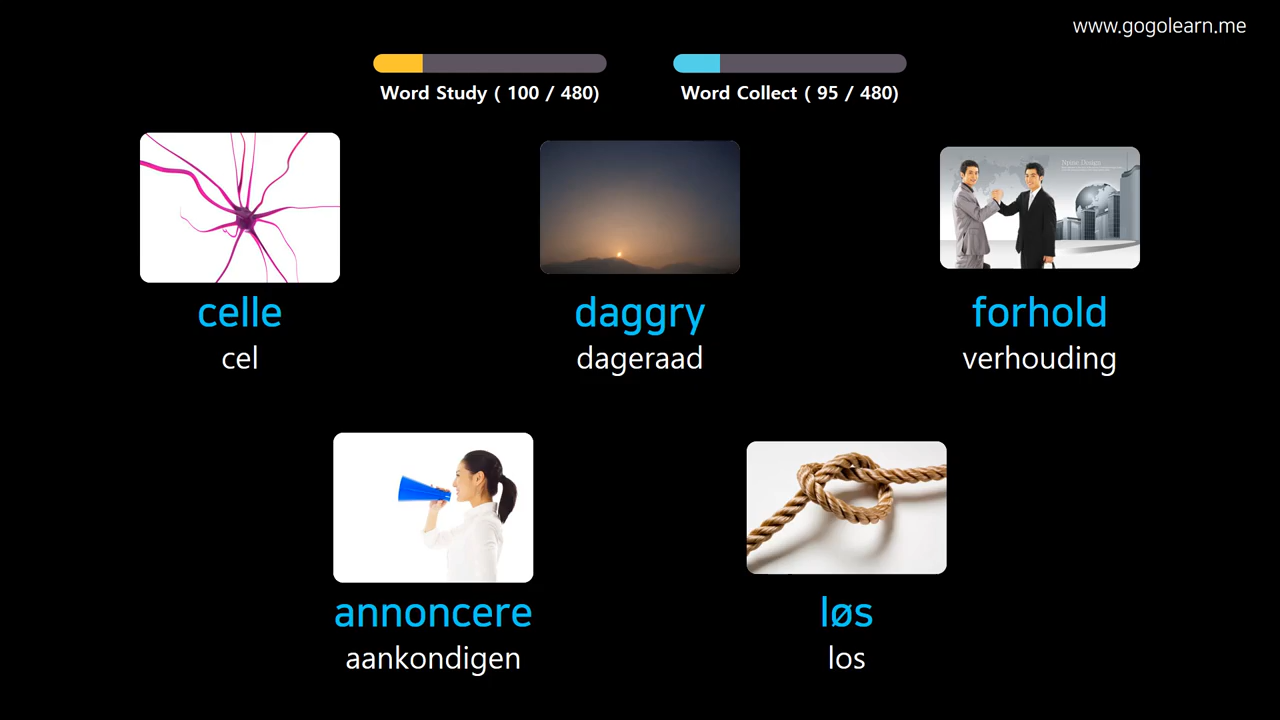 www.gogolearn.me
Word Study ( 100 / 480)
Word Collect ( 95 / 480)
celle
cel
daggry
dageraad
forhold
verhouding
annoncere
aankondigen
løs
los